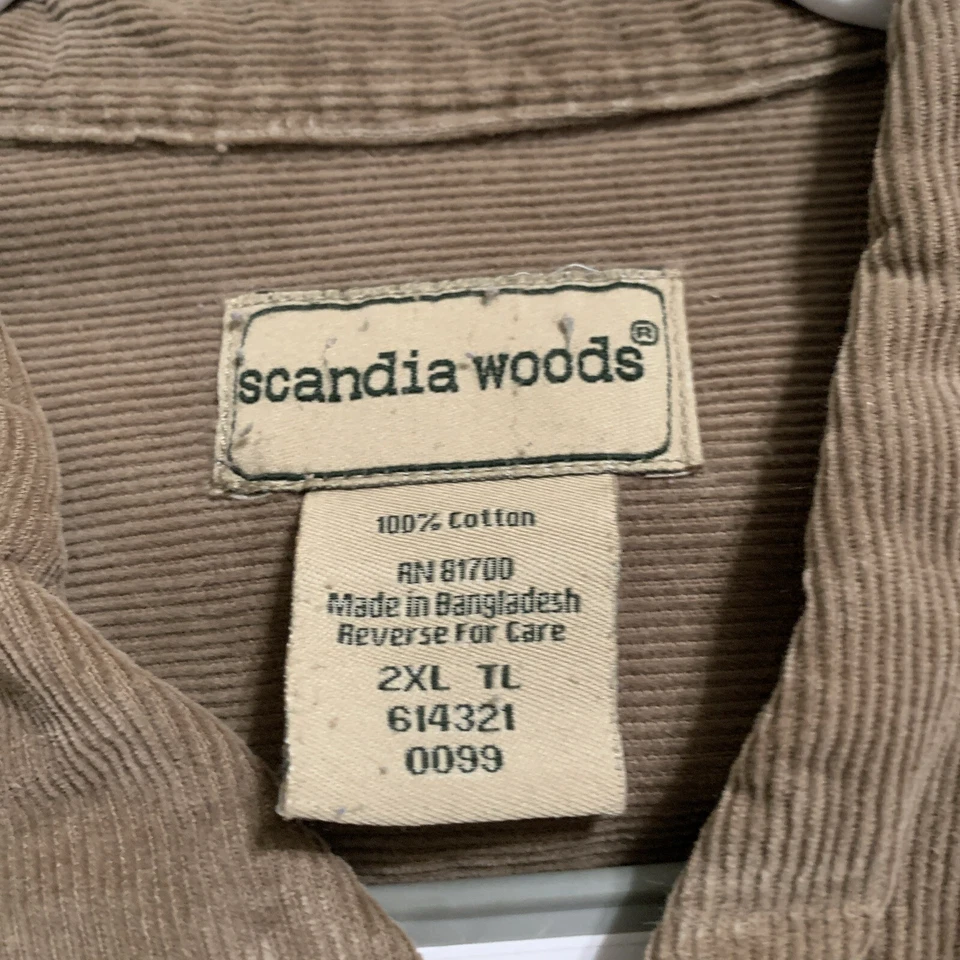 scandia woods®
100% Cotton
RN 81700
Made in Bangladesh
Reverse For Care
2XL TL
614321
0099